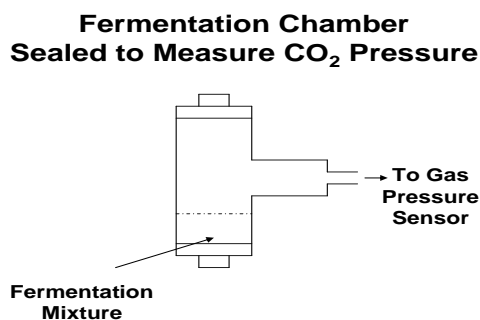 Fermentation Chamber
Sealed to Measure CO₂ Pressure
To Gas
Pressure
Sensor
Fermentation
Mixture